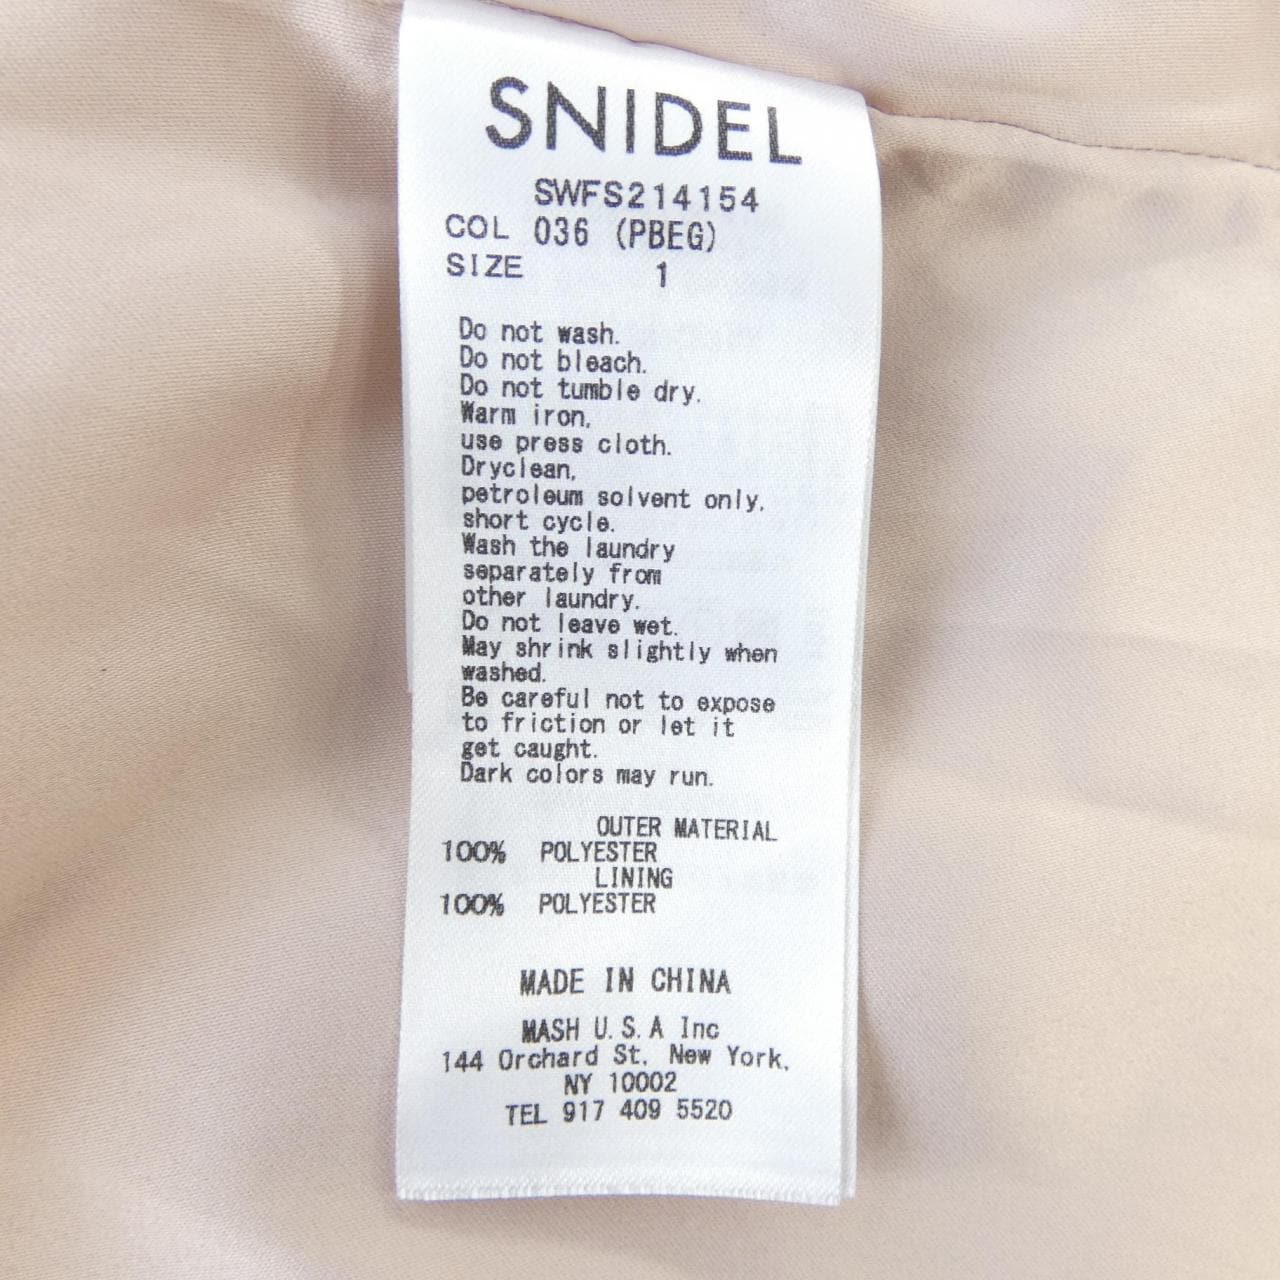 SNIDEL
SWFS214154
COL 036 (PBEG)
SIZE 1
Do not wash.
Do not bleach.
Do not tumble dry.
Warm iron,
use press cloth.
Dryclean,
petroleum solvent only,
short cycle.
Wash the laundry
separately from
other laundry.
Do not leave wet.
May shrink slightly when
washed.
Be careful not to expose
to friction or let it
get caught.
Dark colors may run.
OUTER MATERIAL
100% POLYESTER
LINING
100% POLYESTER
MADE IN CHINA
MASH U.S.A Inc
144 Orchard St, New York,
NY 10002
TEL 917 409 5520